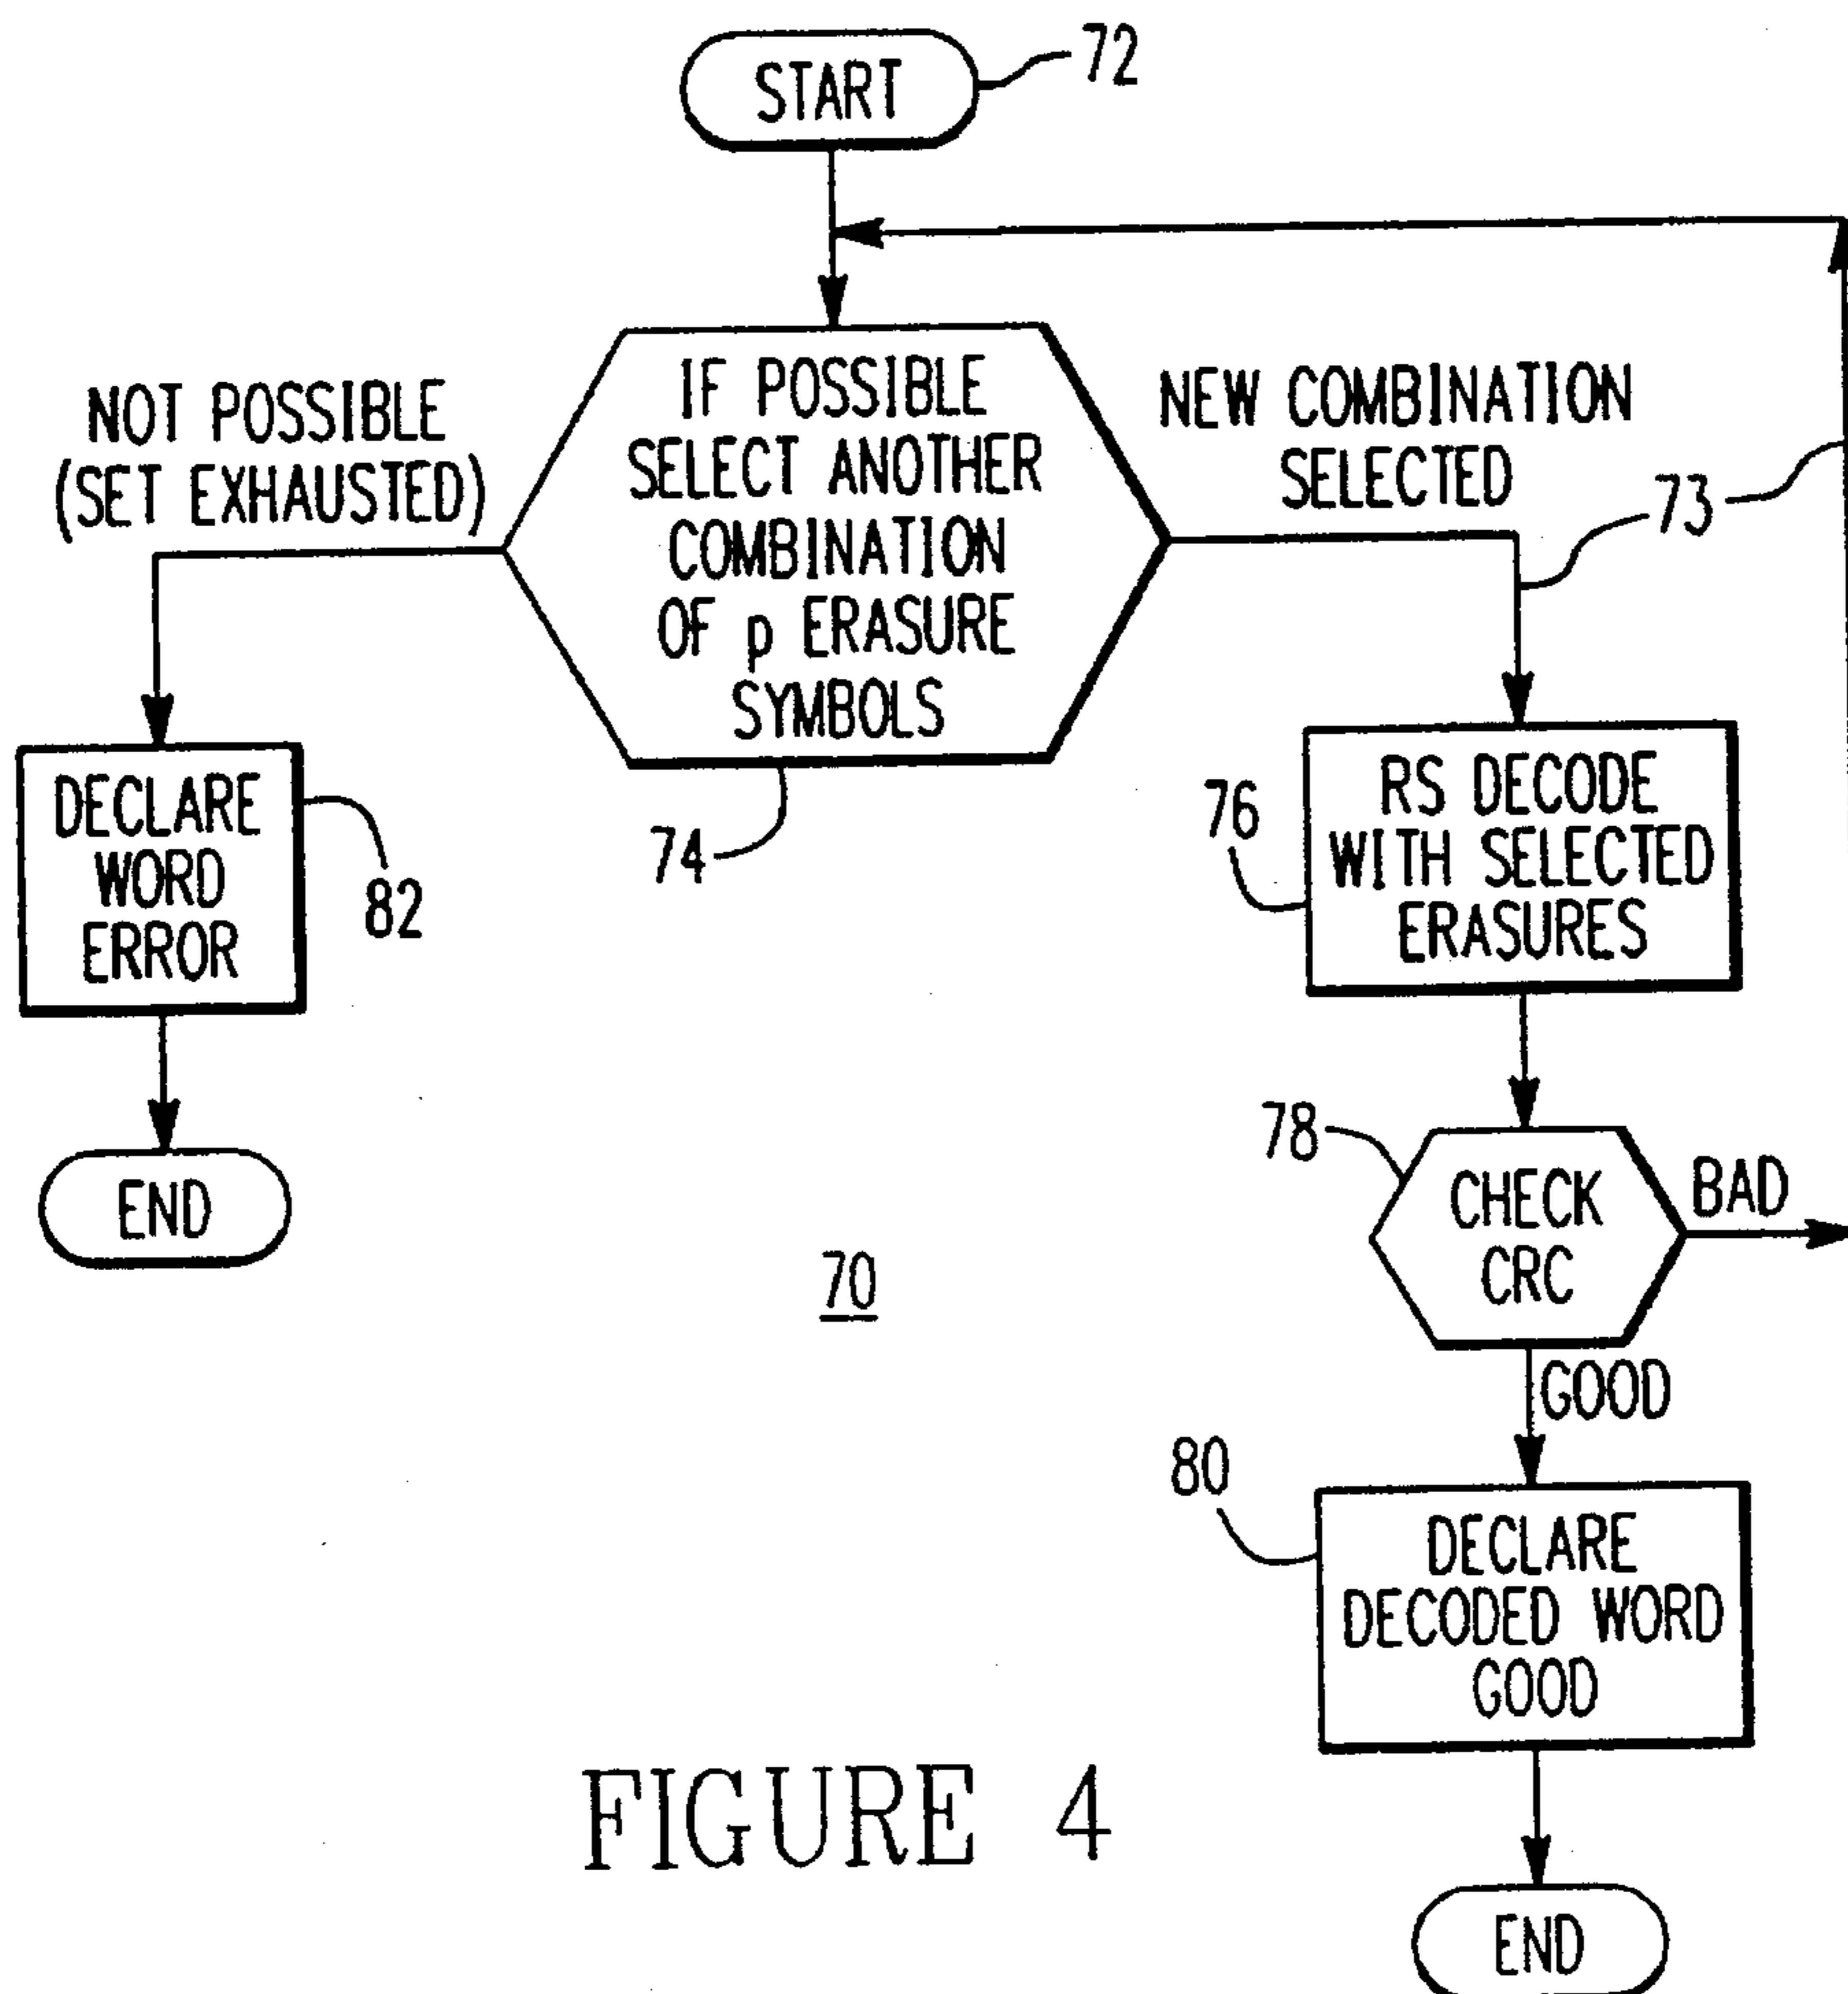 START
72
IF POSSIBLE
SELECT ANOTHER
COMBINATION
OF p ERASURE
SYMBOLS
74
NOT POSSIBLE
(SET EXHAUSTED)
NEW COMBINATION
SELECTED
73
DECLARE
WORD
ERROR
82
END
76
RS DECODE
WITH SELECTED
ERASURES
78
CHECK
CRC
BAD
GOOD
70
80
DECLARE
DECODED WORD
GOOD
END
FIGURE 4